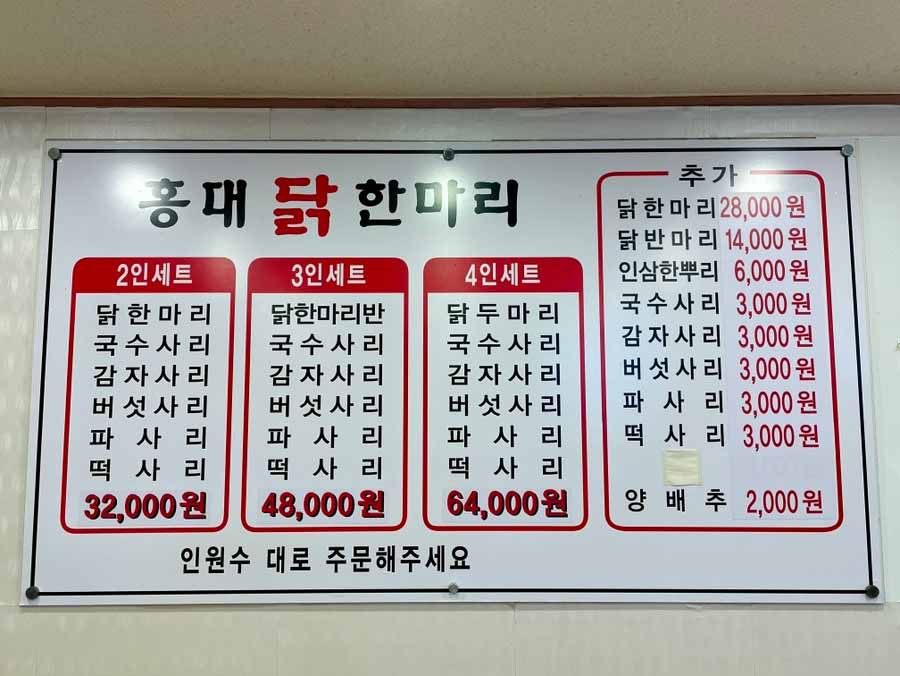 홍대 닭 한마리
2인세트
닭한마리
국수사리
감자사리
버섯사리
파사리
떡사리
32,000원
3인세트
닭한마리반
국수사리
감자사리
버섯사리
파사리
떡사리
48,000원
4인세트
닭두마리
국수사리
감자사리
버섯사리
파사리
떡사리
64,000원
인원수 대로 주문해주세요
추가
닭한마리 28,000원
닭반마리 14,000원
인삼한뿌리 6,000원
국수사리 3,000원
감자사리 3,000원
버섯사리 3,000원
파사리 3,000원
떡사리 3,000원
양배추 2,000원